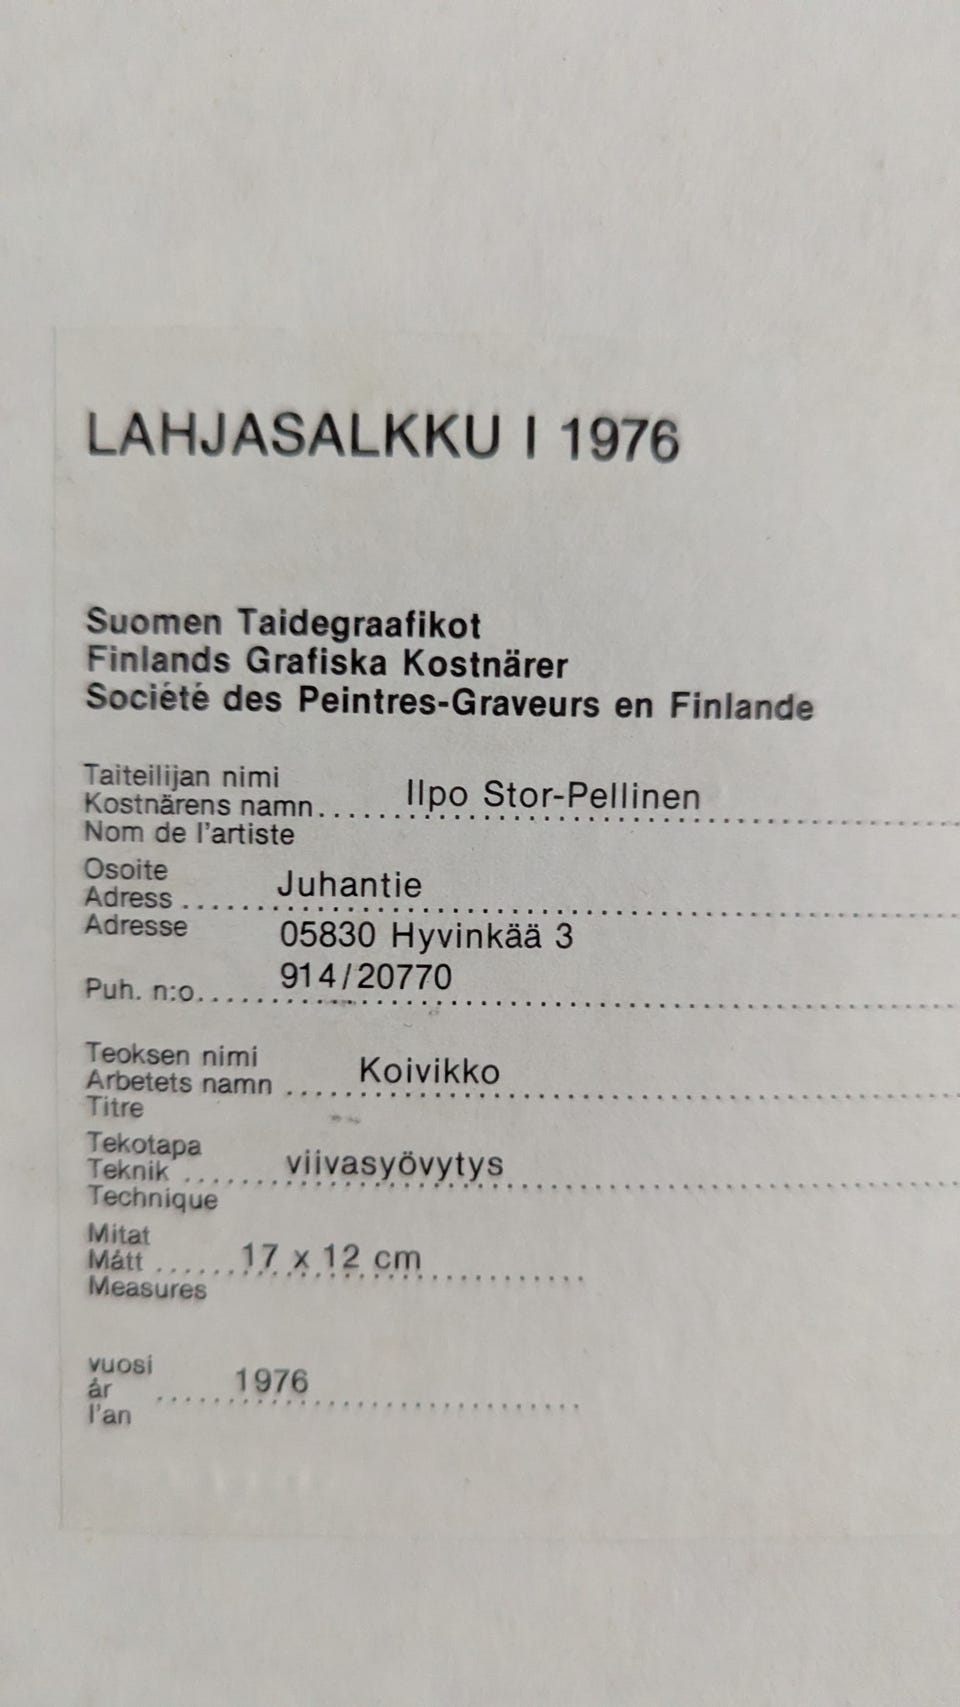 LAHJASALKKU I 1976
Suomen Taidegraafikot
Finlands Grafiska Kostnärer
Société des Peintres-Graveurs en Finlande
Taiteilijan nimi
Kostnärens namn..... Ilpo Stor-Pellinen
Nom de l'artiste
Osoite
Adress ..... Juhantie
Adresse 05830 Hyvinkää 3
Puh. n:o..... 914/20770
Teoksen nimi
Arbetets namn ..... Koivikko
Titre
Tekotapa
Teknik ..... viivasyövytys
Technique
Mitat
Mått ..... 17 x 12 cm
Measures
vuosi
år ..... 1976
l'an